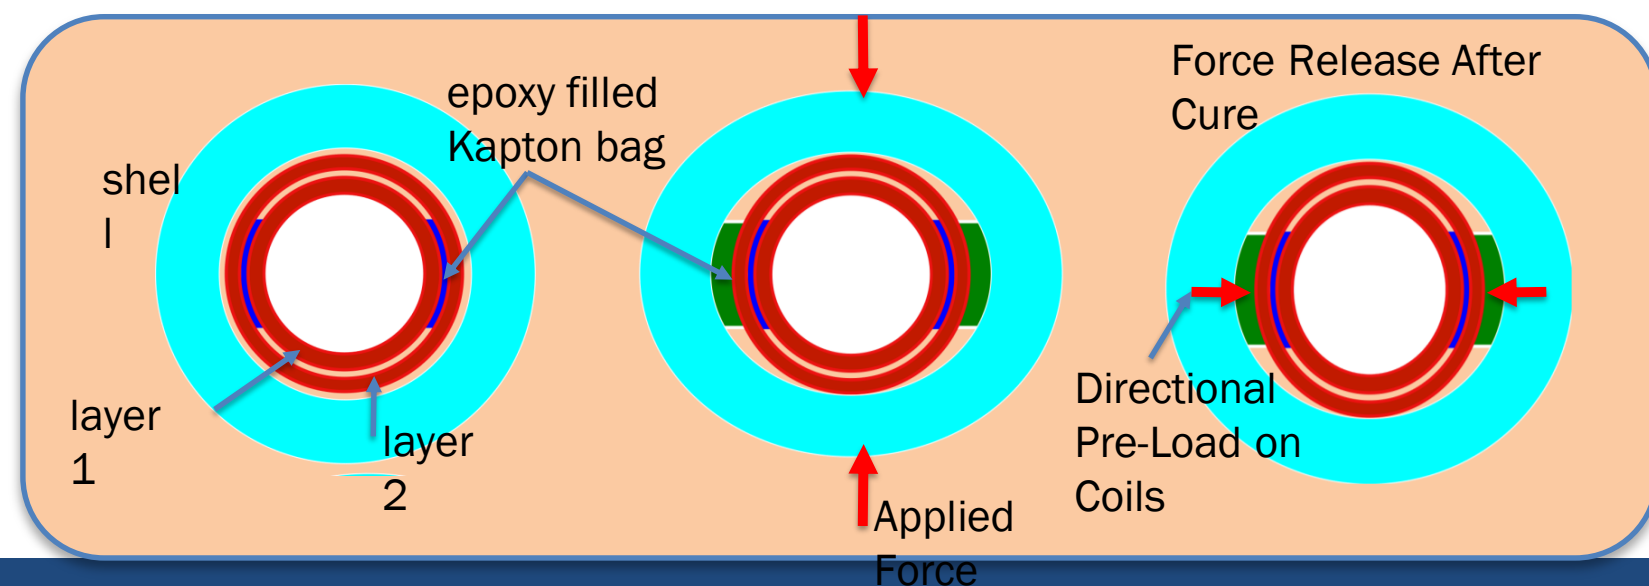 epoxy filled
Kapton bag
shel
l
layer
1
layer
2
Applied
Force
Force Release After
Cure
Directional
Pre-Load on
Coils